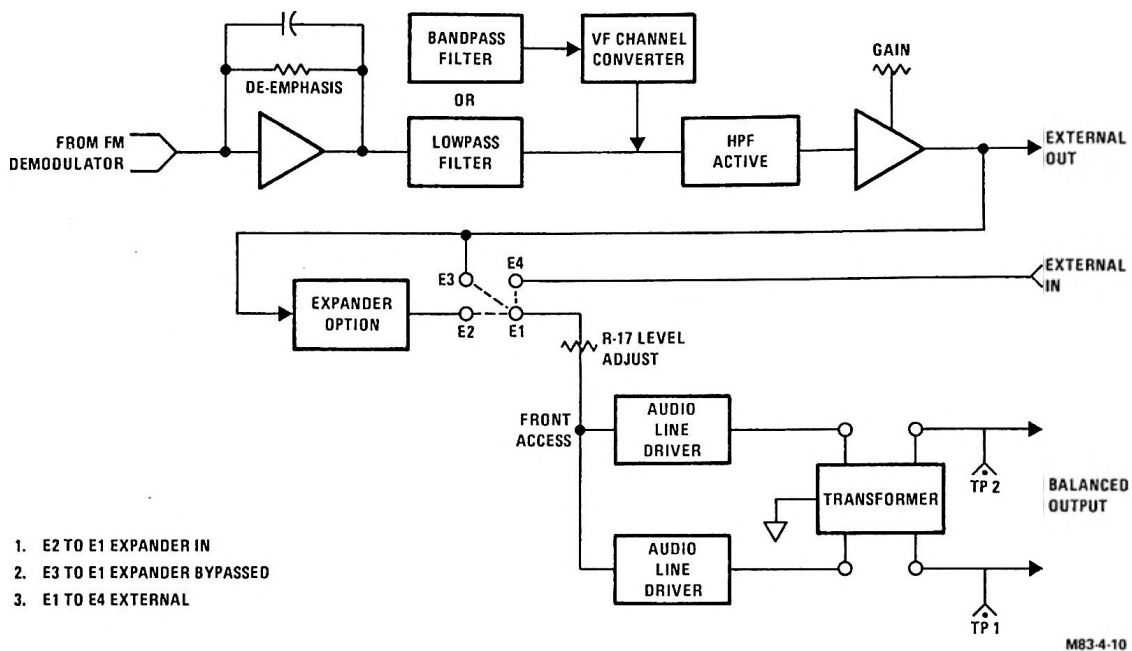 BANDPASS
FILTER
VF CHANNEL
CONVERTER
GAIN
DE-EMPHASIS
OR
FROM FM
DEMODULATOR
LOWPASS
FILTER
HPF
ACTIVE
EXTERNAL
OUT
E3
E4
EXTERNAL
IN
EXPANDER
OPTION
E2
E1
R-17 LEVEL
ADJUST
FRONT
ACCESS
AUDIO
LINE
DRIVER
TP 2
TRANSFORMER
BALANCED
OUTPUT
AUDIO
LINE
DRIVER
TP 1
1. E2 TO E1 EXPANDER IN
2. E3 TO E1 EXPANDER BYPASSED
3. E1 TO E4 EXTERNAL
M83-4-10